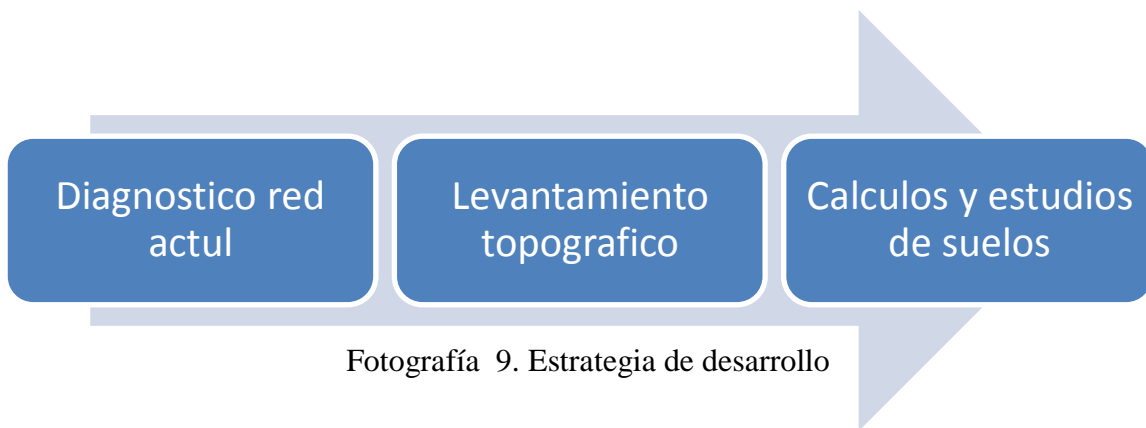 Diagnostico red
actul
Levantamiento
topografico
Calculos y estudios
de suelos
Fotografía  9. Estrategia de desarrollo